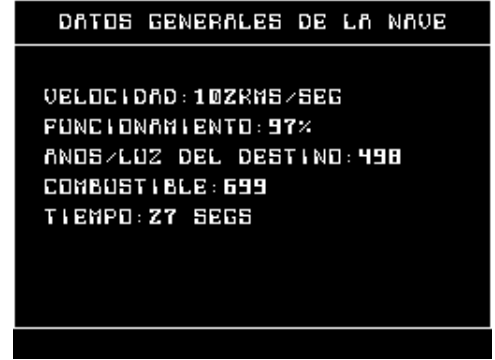 DATOS GENERALES DE LA NAVE
VELOCIDAD:102KMS/SEG
FUNCIONAMIENTO:97%
ANOS/LUZ DEL DESTINO:498
COMBUSTIBLE:699
TIEMPO:27 SEGS